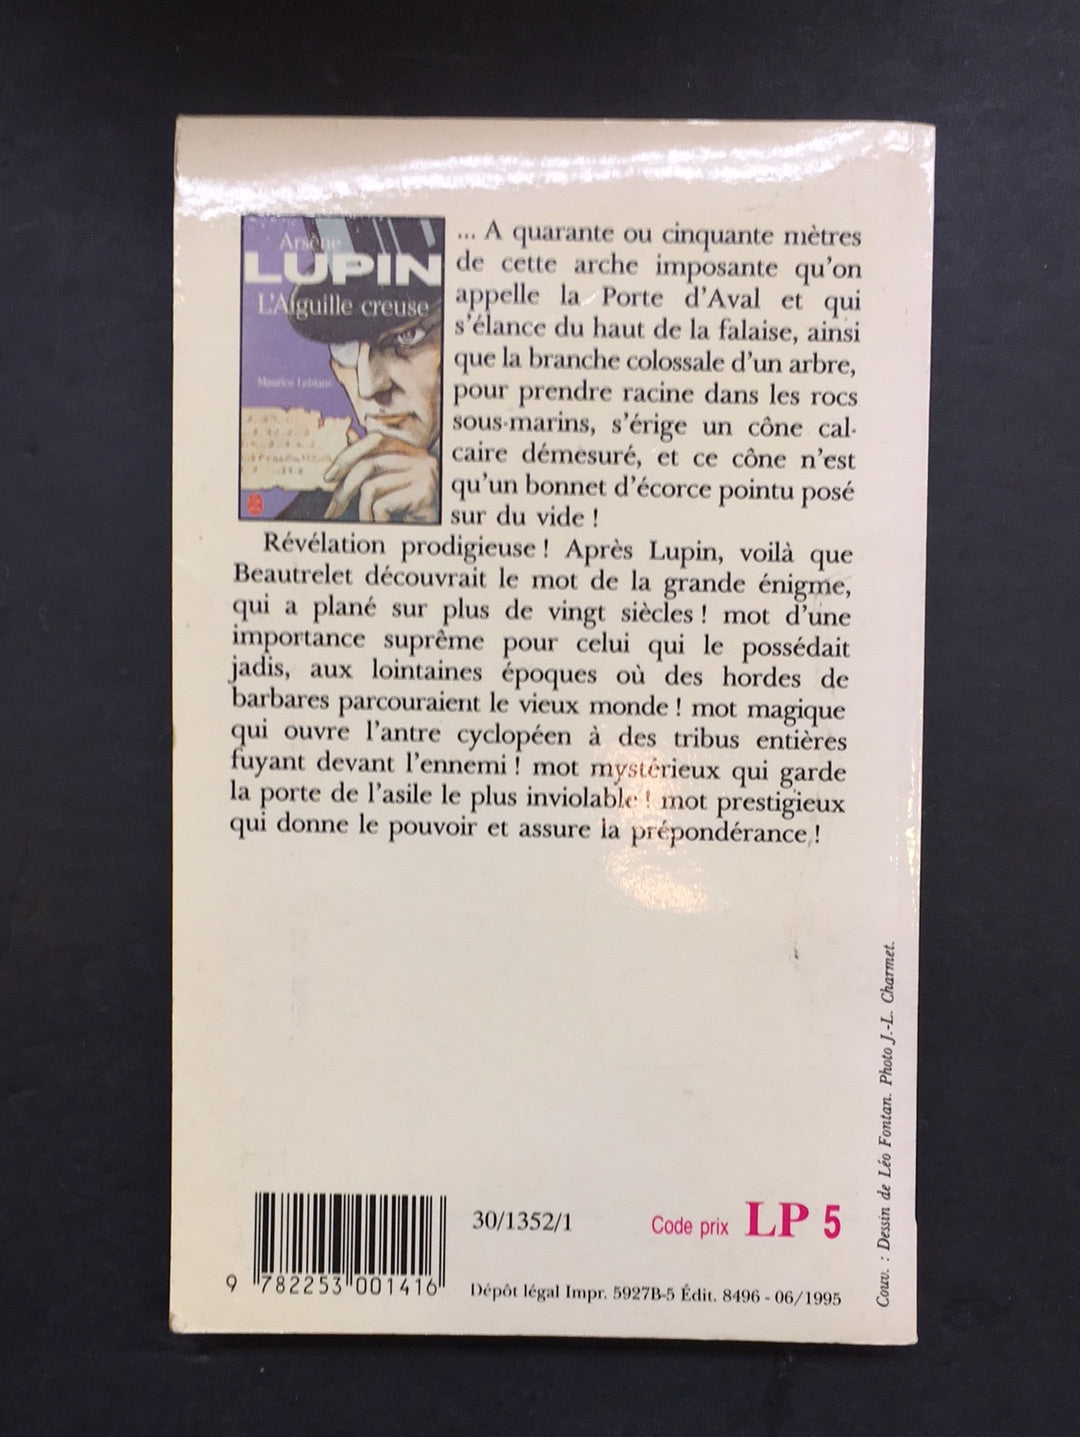 Arsène
LUPIN
L'Aiguille creuse
Maurice Leblanc
... A quarante ou cinquante mètres
de cette arche imposante qu'on
appelle la Porte d'Aval et qui
s'élance du haut de la falaise, ainsi
que la branche colossale d'un arbre,
pour prendre racine dans les rocs
sous-marins, s'érige un cône cal-
caire démesuré, et ce cône n'est
qu'un bonnet d'écorce pointu posé
sur du vide !
Révélation prodigieuse ! Après Lupin, voilà que
Beautrelet découvrait le mot de la grande énigme,
qui a plané sur plus de vingt siècles ! mot d'une
importance suprême pour celui qui le possédait
jadis, aux lointaines époques où des hordes de
barbares parcouraient le vieux monde ! mot magique
qui ouvre l'antre cyclopéen à des tribus entières
fuyant devant l'ennemi ! mot mystérieux qui garde
la porte de l'asile le plus inviolable ! mot prestigieux
qui donne le pouvoir et assure la prépondérance !
Couv. : Dessin de Léo Fontan. Photo J.-L. Charmet.
30/1352/1
Code prix LP 5
9 782253 001416
Dépôt légal Impr. 5927B-5 Édit. 8496 - 06/1995